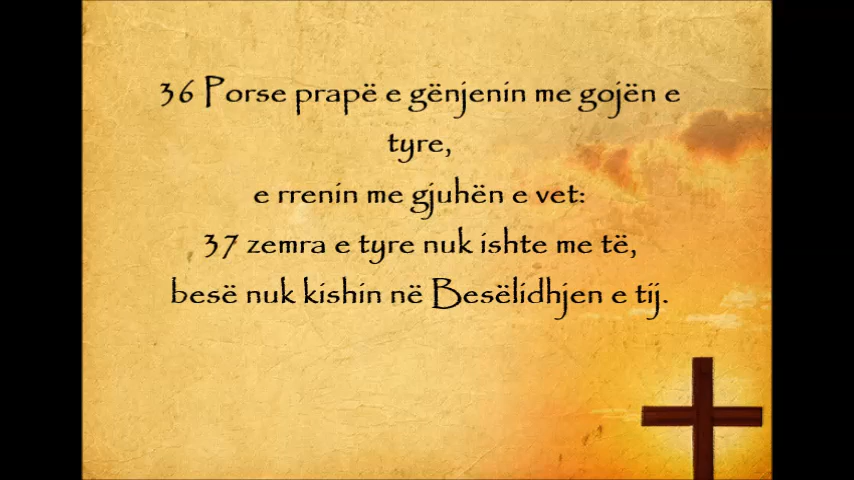 36 Porse prapë e gënjenin me gojën e
tyre,
e rrenin me gjuhën e vet:
37 zemra e tyre nuk ishte me të,
besë nuk kishin në Besëlidhjen e tij.